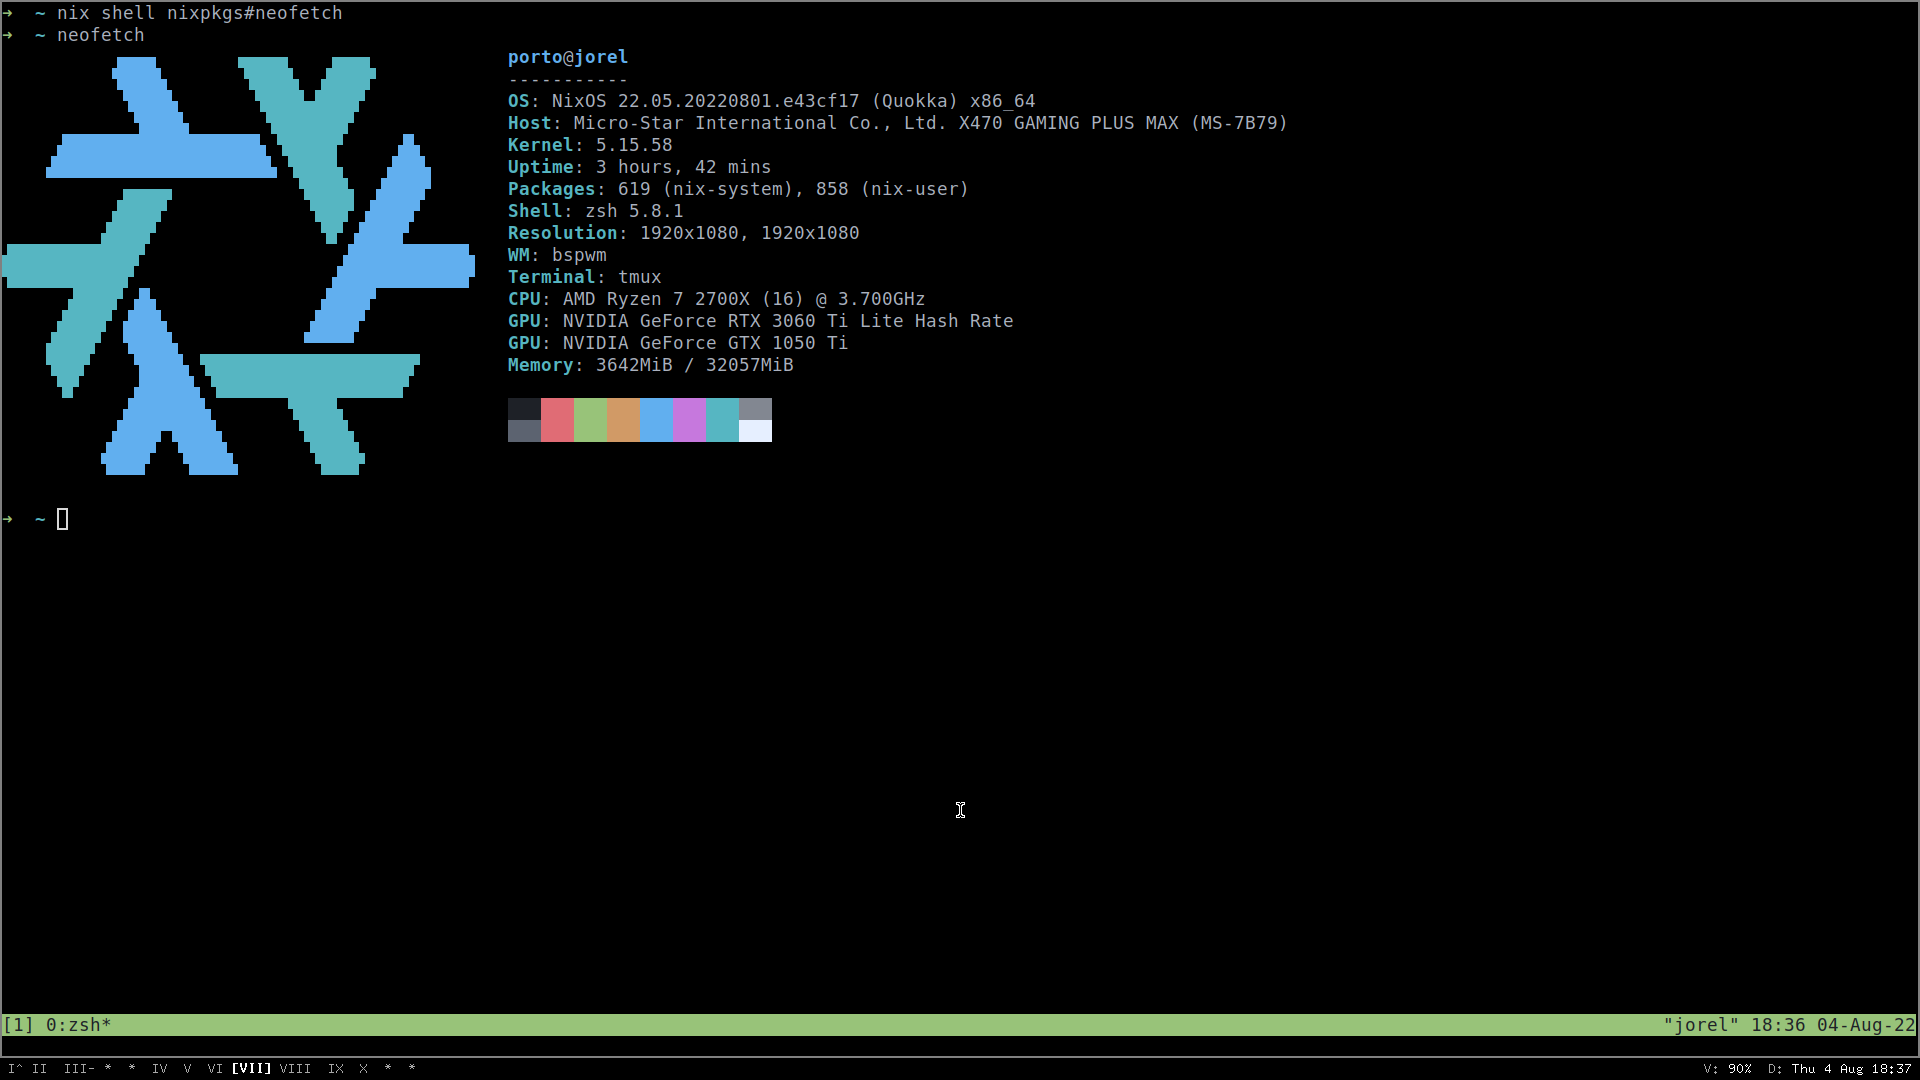 ➜  ~ nix shell nixpkgs#neofetch
➜  ~ neofetch
porto@jorel
-----------
OS: NixOS 22.05.20220801.e43cf17 (Quokka) x86_64
Host: Micro-Star International Co., Ltd. X470 GAMING PLUS MAX (MS-7B79)
Kernel: 5.15.58
Uptime: 3 hours, 42 mins
Packages: 619 (nix-system), 858 (nix-user)
Shell: zsh 5.8.1
Resolution: 1920x1080, 1920x1080
WM: bspwm
Terminal: tmux
CPU: AMD Ryzen 7 2700X (16) @ 3.700GHz
GPU: NVIDIA GeForce RTX 3060 Ti Lite Hash Rate
GPU: NVIDIA GeForce GTX 1050 Ti
Memory: 3642MiB / 32057MiB
➜  ~
[1] 0:zsh* "jorel" 18:36 04-Aug-22
I^ II III- * * IV V VI [VII] VIII IX X * * V: 90% D: Thu 4 Aug 18:37